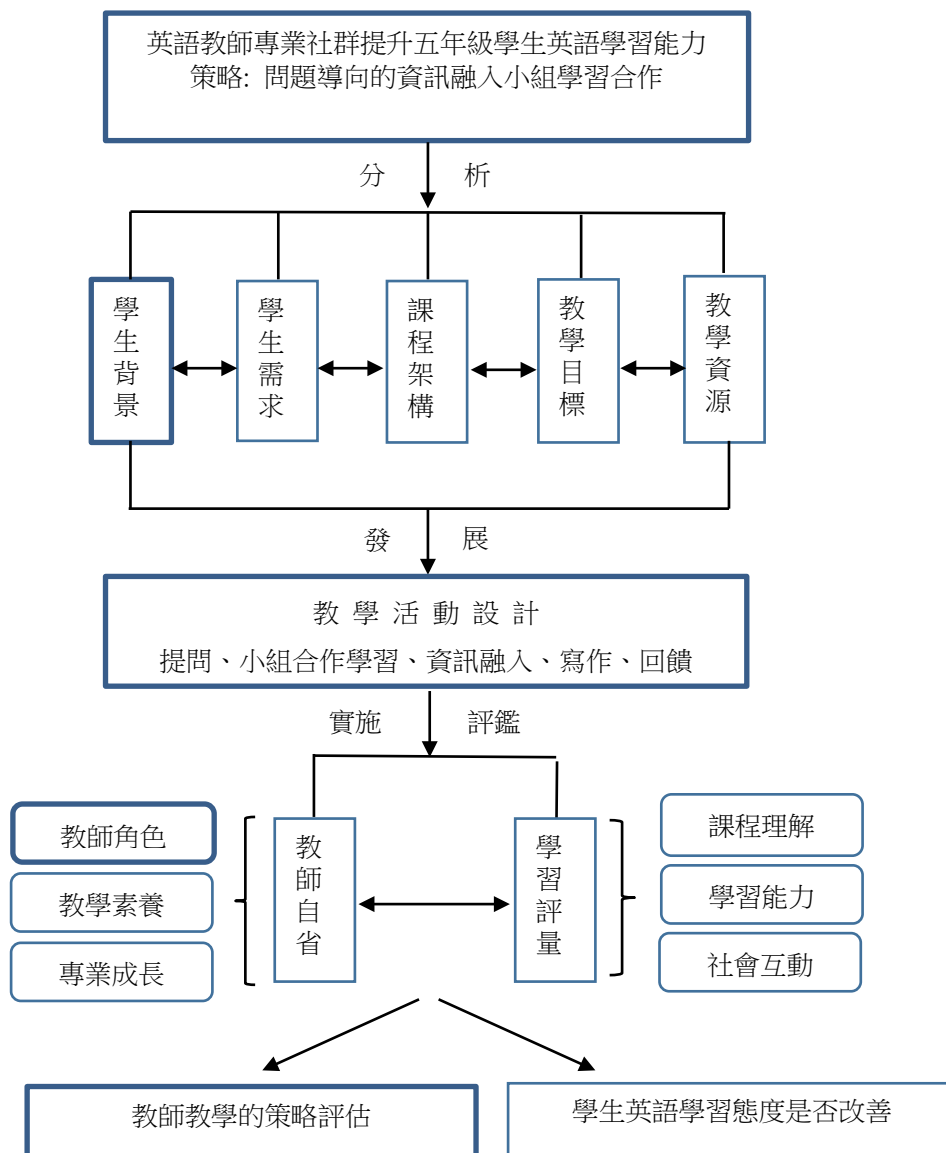 英語教師專業社群提升五年級學生英語學習能力
策略: 問題導向的資訊融入小組學習合作
分 析
學生背景
學生需求
課程架構
教學目標
教學資源
發 展
教 學 活 動 設 計
提問、小組合作學習、資訊融入、寫作、回饋
實施 評鑑
教師角色
教學素養
專業成長
教師自省
學習評量
課程理解
學習能力
社會互動
教師教學的策略評估
學生英語學習態度是否改善